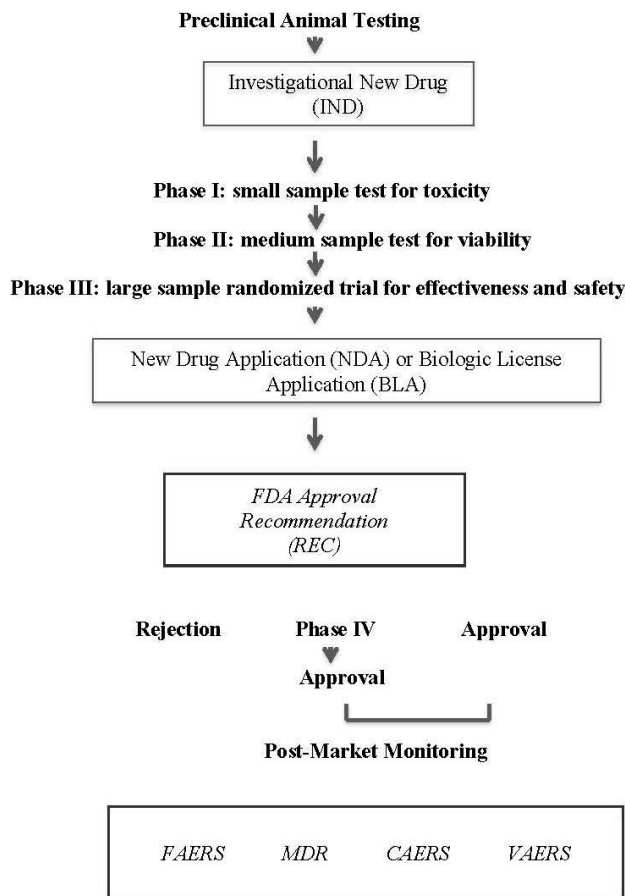 Preclinical Animal Testing
Investigational New Drug
(IND)
Phase I: small sample test for toxicity
Phase II: medium sample test for viability
Phase III: large sample randomized trial for effectiveness and safety
New Drug Application (NDA) or Biologic License
Application (BLA)
FDA Approval
Recommendation
(REC)
Rejection Phase IV Approval
Approval
Post-Market Monitoring
FAERS MDR CAERS VAERS